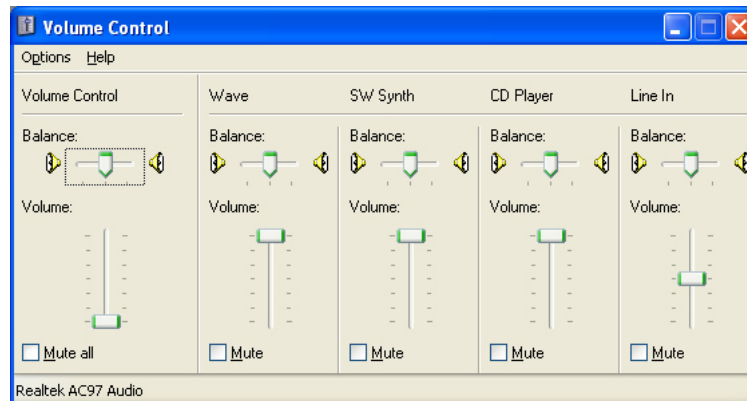 Volume Control
Options Help
Volume Control Wave SW Synth CD Player Line In
Balance: Balance: Balance: Balance: Balance:
Volume: Volume: Volume: Volume: Volume:
Mute all Mute Mute Mute Mute
Realtek AC97 Audio